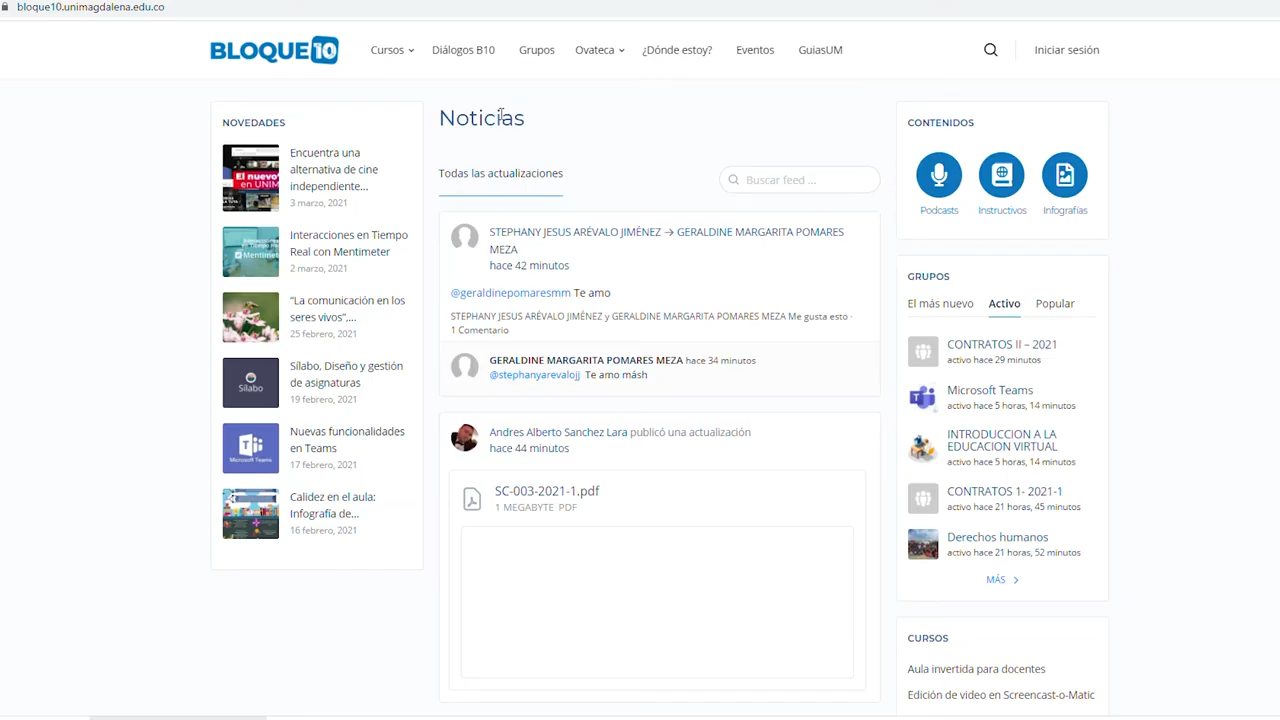 bloque10.unimagdalena.edu.co
BLOQUE10
Cursos
Diálogos B10
Grupos
Ovateca
¿Dónde estoy?
Eventos
GuiasUM
Iniciar sesión
NOVEDADES
Encuentra una
alternativa de cine
independiente...
3 marzo, 2021
Interacciones en Tiempo
Real con Mentimeter
2 marzo, 2021
"La comunicación en los
seres vivos",...
25 febrero, 2021
Sílabo
Sílabo, Diseño y gestión
de asignaturas
19 febrero, 2021
Microsoft Teams
Nuevas funcionalidades
en Teams
17 febrero, 2021
Calidez en el aula:
Infografía de...
16 febrero, 2021
Noticias
Todas las actualizaciones
Buscar feed ...
STEPHANY JESUS ARÉVALO JIMÉNEZ → GERALDINE MARGARITA POMARES
MEZA
hace 42 minutos
@geraldinepomaresmm Te amo
STEPHANY JESUS ARÉVALO JIMÉNEZ y GERALDINE MARGARITA POMARES MEZA Me gusta esto ·
1 Comentario
GERALDINE MARGARITA POMARES MEZA hace 34 minutos
@stephanyarevalojj Te amo másh
Andres Alberto Sanchez Lara publicó una actualización
hace 44 minutos
SC-003-2021-1.pdf
1 MEGABYTE PDF
CONTENIDOS
Podcasts
Instructivos
Infografías
GRUPOS
El más nuevo
Activo
Popular
CONTRATOS II – 2021
activo hace 29 minutos
Microsoft Teams
activo hace 5 horas, 14 minutos
INTRODUCCION A LA
EDUCACION VIRTUAL
activo hace 5 horas, 14 minutos
CONTRATOS 1- 2021-1
activo hace 21 horas, 45 minutos
Derechos humanos
activo hace 21 horas, 52 minutos
MÁS
CURSOS
Aula invertida para docentes
Edición de video en Screencast-o-Matic